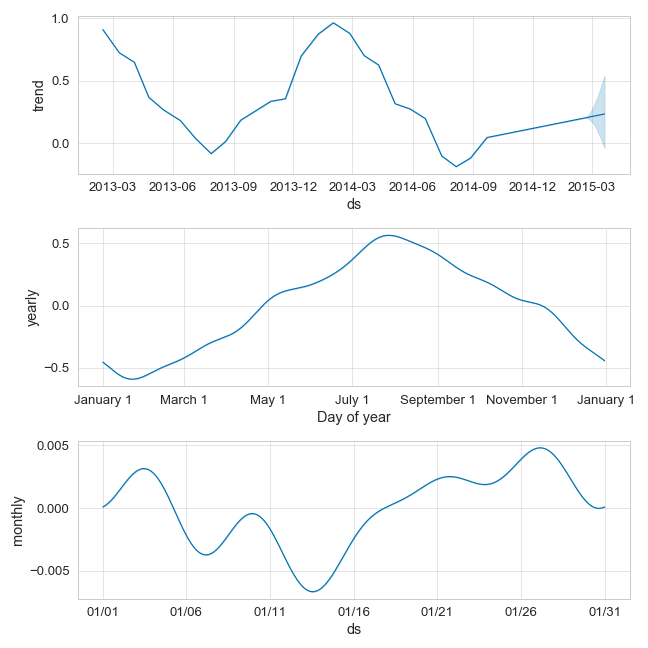 1.0
0.5
0.0
trend
2013-03 2013-06 2013-09 2013-12 2014-03 2014-06 2014-09 2014-12 2015-03
ds
0.5
0.0
−0.5
yearly
January 1 March 1 May 1 July 1 September 1 November 1 January 1
Day of year
0.005
0.000
−0.005
monthly
01/01 01/06 01/11 01/16 01/21 01/26 01/31
ds